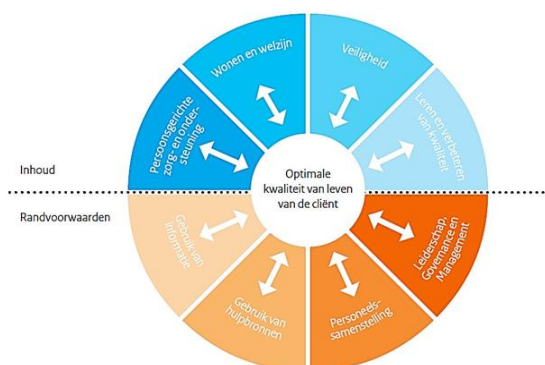 Wonen en welzijn
Veiligheid
Persoonsgerichte
zorg- en onder-
steuning
Leren en verbeteren
van kwaliteit
Optimale
kwaliteit van leven
van de cliënt
Inhoud
Randvoorwaarden
Gebruik van
informatie
Leiderschap,
Governance en
Management
Gebruik van
hulpbronnen
Personeels-
samenstelling